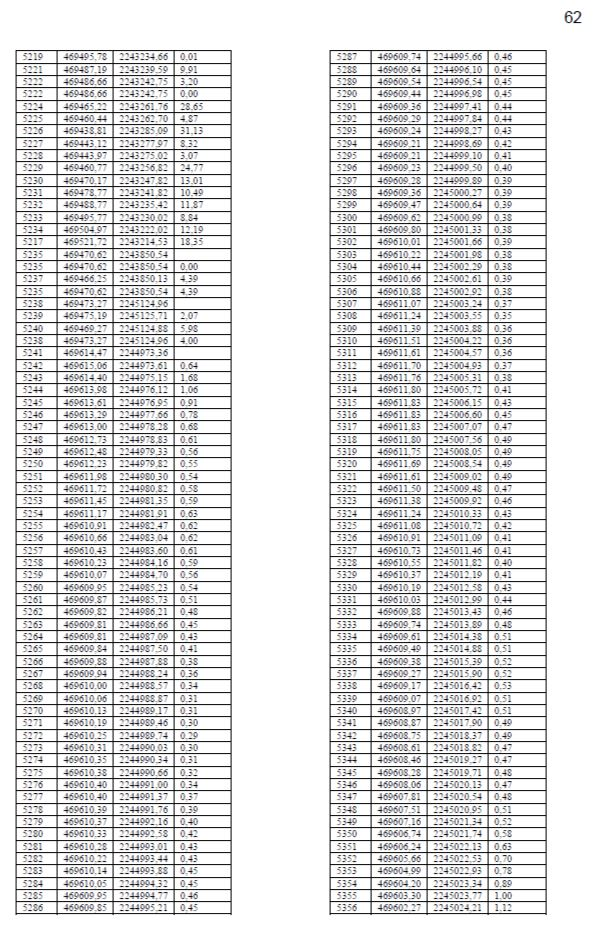 62
5219 469495,78 2243234,66 0,01
5221 469487,19 2243239,59 9,91
5222 469486,66 2243242,75 3,20
5222 469486,66 2243242,75 0,00
5224 469465,22 2243261,76 28,65
5225 469460,44 2243262,70 4,87
5226 469438,81 2243285,09 31,13
5227 469443,12 2243277,97 8,32
5228 469443,97 2243275,02 3,07
5229 469460,77 2243256,82 24,77
5230 469470,17 2243247,82 13,01
5231 469478,77 2243241,82 10,49
5232 469488,77 2243235,42 11,87
5233 469495,77 2243230,02 8,84
5234 469504,97 2243222,02 12,19
5217 469521,72 2243214,53 18,35
5235 469470,62 2243850,54
5235 469470,62 2243850,54 0,00
5237 469466,25 2243850,13 4,39
5235 469470,62 2243850,54 4,39
5238 469473,27 2245124,96
5239 469475,19 2245125,71 2,07
5240 469469,27 2245124,88 5,98
5238 469473,27 2245124,96 4,00
5241 469614,47 2244973,36
5242 469615,06 2244973,61 0,64
5243 469614,40 2244975,15 1,68
5244 469613,98 2244976,12 1,06
5245 469613,61 2244976,95 0,91
5246 469613,29 2244977,66 0,78
5247 469613,00 2244978,28 0,68
5248 469612,73 2244978,83 0,61
5249 469612,48 2244979,33 0,56
5250 469612,23 2244979,82 0,55
5251 469611,98 2244980,30 0,54
5252 469611,72 2244980,82 0,58
5253 469611,45 2244981,35 0,59
5254 469611,17 2244981,91 0,63
5255 469610,91 2244982,47 0,62
5256 469610,66 2244983,04 0,62
5257 469610,43 2244983,60 0,61
5258 469610,23 2244984,16 0,59
5259 469610,07 2244984,70 0,56
5260 469609,95 2244985,23 0,54
5261 469609,87 2244985,73 0,51
5262 469609,82 2244986,21 0,48
5263 469609,81 2244986,66 0,45
5264 469609,81 2244987,09 0,43
5265 469609,84 2244987,50 0,41
5266 469609,88 2244987,88 0,38
5267 469609,94 2244988,24 0,36
5268 469610,00 2244988,57 0,34
5269 469610,06 2244988,87 0,31
5270 469610,13 2244989,17 0,31
5271 469610,19 2244989,46 0,30
5272 469610,25 2244989,74 0,29
5273 469610,31 2244990,03 0,30
5274 469610,35 2244990,34 0,31
5275 469610,38 2244990,66 0,32
5276 469610,40 2244991,00 0,34
5277 469610,40 2244991,37 0,37
5278 469610,39 2244991,76 0,39
5279 469610,37 2244992,16 0,40
5280 469610,33 2244992,58 0,42
5281 469610,28 2244993,01 0,43
5282 469610,22 2244993,44 0,43
5283 469610,14 2244993,88 0,45
5284 469610,05 2244994,32 0,45
5285 469609,95 2244994,77 0,46
5286 469609,85 2244995,21 0,45
5287 469609,74 2244995,66 0,46
5288 469609,64 2244996,10 0,45
5289 469609,54 2244996,54 0,45
5290 469609,44 2244996,98 0,45
5291 469609,36 2244997,41 0,44
5292 469609,29 2244997,84 0,44
5293 469609,24 2244998,27 0,43
5294 469609,21 2244998,69 0,42
5295 469609,21 2244999,10 0,41
5296 469609,23 2244999,50 0,40
5297 469609,28 2244999,89 0,39
5298 469609,36 2245000,27 0,39
5299 469609,47 2245000,64 0,39
5300 469609,62 2245000,99 0,38
5301 469609,80 2245001,33 0,38
5302 469610,01 2245001,66 0,39
5303 469610,22 2245001,98 0,38
5304 469610,44 2245002,29 0,38
5305 469610,66 2245002,61 0,39
5306 469610,88 2245002,92 0,38
5307 469611,07 2245003,24 0,37
5308 469611,24 2245003,55 0,35
5309 469611,39 2245003,88 0,36
5310 469611,51 2245004,22 0,36
5311 469611,61 2245004,57 0,36
5312 469611,70 2245004,93 0,37
5313 469611,76 2245005,31 0,38
5314 469611,80 2245005,72 0,41
5315 469611,83 2245006,15 0,43
5316 469611,83 2245006,60 0,45
5317 469611,83 2245007,07 0,47
5318 469611,80 2245007,56 0,49
5319 469611,75 2245008,05 0,49
5320 469611,69 2245008,54 0,49
5321 469611,61 2245009,02 0,49
5322 469611,50 2245009,48 0,47
5323 469611,38 2245009,92 0,46
5324 469611,24 2245010,33 0,43
5325 469611,08 2245010,72 0,42
5326 469610,91 2245011,09 0,41
5327 469610,73 2245011,46 0,41
5328 469610,55 2245011,82 0,40
5329 469610,37 2245012,19 0,41
5330 469610,19 2245012,58 0,43
5331 469610,03 2245012,99 0,44
5332 469609,88 2245013,43 0,46
5333 469609,74 2245013,89 0,48
5334 469609,61 2245014,38 0,51
5335 469609,49 2245014,88 0,51
5336 469609,38 2245015,39 0,52
5337 469609,27 2245015,90 0,52
5338 469609,17 2245016,42 0,53
5339 469609,07 2245016,92 0,51
5340 469608,97 2245017,42 0,51
5341 469608,87 2245017,90 0,49
5342 469608,75 2245018,37 0,49
5343 469608,61 2245018,82 0,47
5344 469608,46 2245019,27 0,47
5345 469608,28 2245019,71 0,48
5346 469608,06 2245020,13 0,47
5347 469607,81 2245020,54 0,48
5348 469607,51 2245020,95 0,51
5349 469607,16 2245021,34 0,52
5350 469606,74 2245021,74 0,58
5351 469606,24 2245022,13 0,63
5352 469605,66 2245022,53 0,70
5353 469604,99 2245022,93 0,78
5354 469604,20 2245023,34 0,89
5355 469603,30 2245023,77 1,00
5356 469602,27 2245024,21 1,12